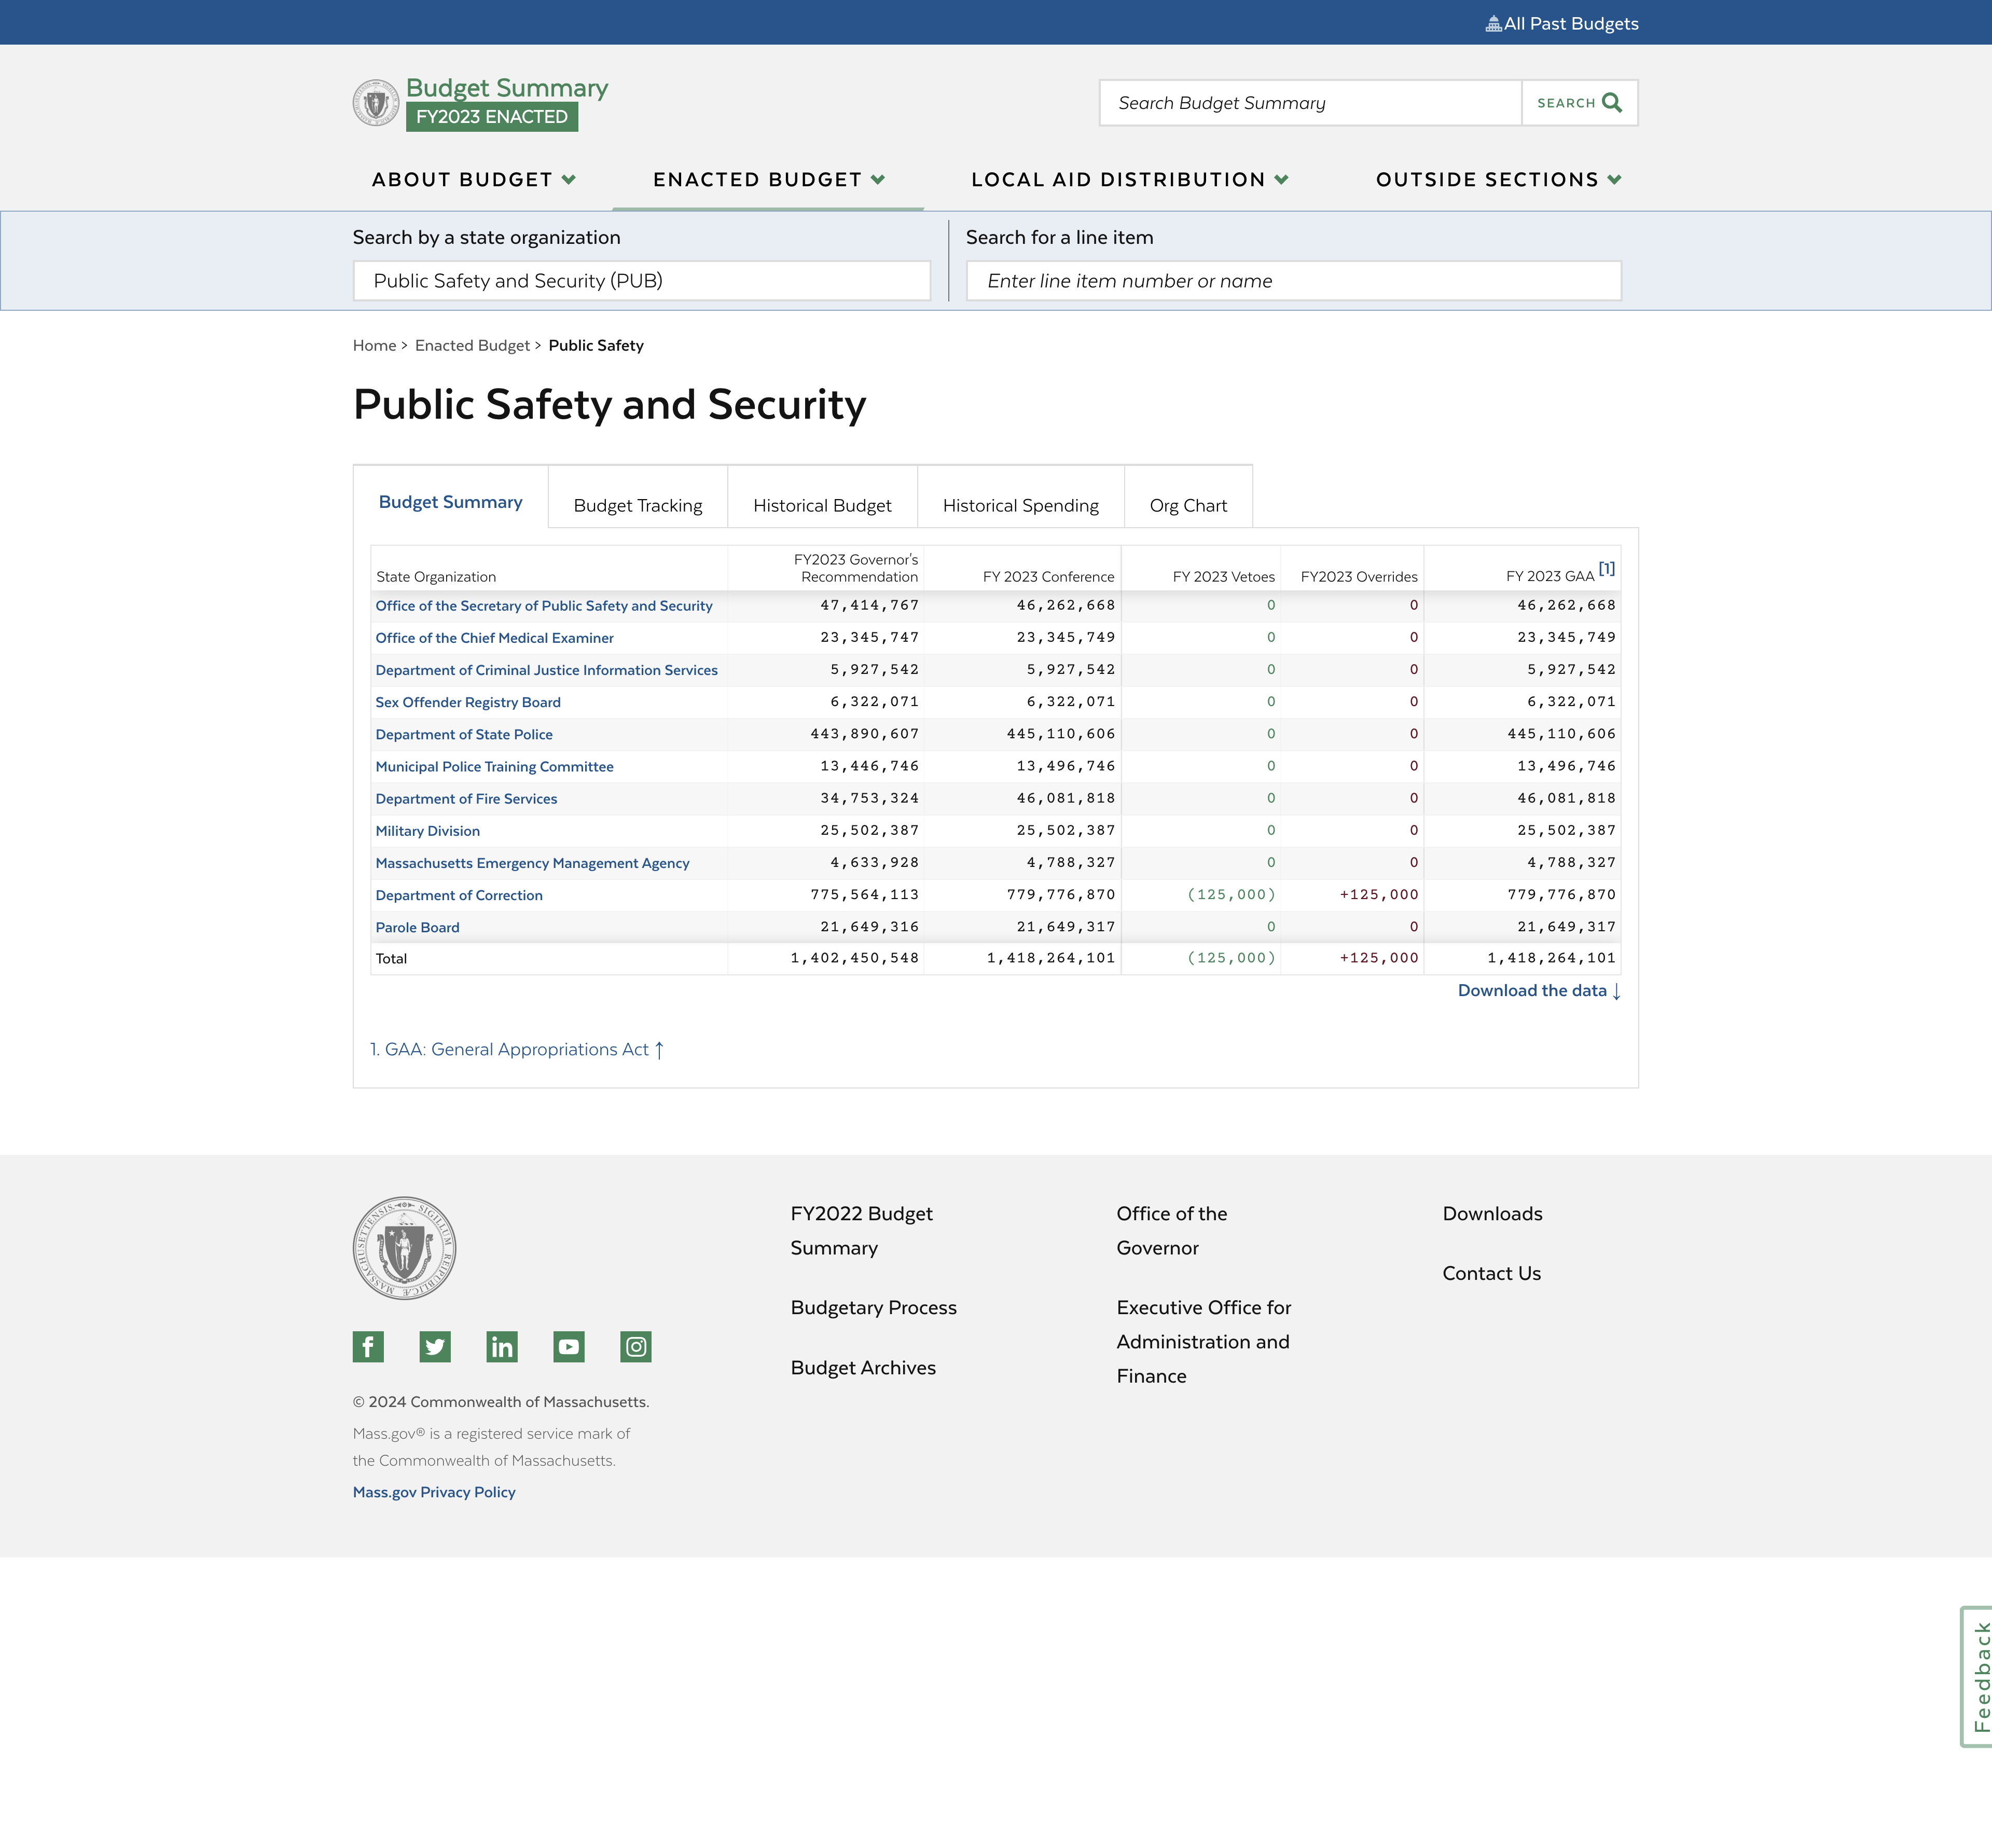 All Past Budgets
Budget Summary
FY2023 ENACTED
Search Budget Summary
SEARCH
ABOUT BUDGET ENACTED BUDGET LOCAL AID DISTRIBUTION OUTSIDE SECTIONS
Search by a state organization Search for a line item
Public Safety and Security (PUB) Enter line item number or name
Home > Enacted Budget > Public Safety
Public Safety and Security
Budget Summary Budget Tracking Historical Budget Historical Spending Org Chart
State Organization FY2023 Governor's Recommendation FY 2023 Conference FY 2023 Vetoes FY2023 Overrides FY 2023 GAA [1]
Office of the Secretary of Public Safety and Security 47,414,767 46,262,668 0 0 46,262,668
Office of the Chief Medical Examiner 23,345,747 23,345,749 0 0 23,345,749
Department of Criminal Justice Information Services 5,927,542 5,927,542 0 0 5,927,542
Sex Offender Registry Board 6,322,071 6,322,071 0 0 6,322,071
Department of State Police 443,890,607 445,110,606 0 0 445,110,606
Municipal Police Training Committee 13,446,746 13,496,746 0 0 13,496,746
Department of Fire Services 34,753,324 46,081,818 0 0 46,081,818
Military Division 25,502,387 25,502,387 0 0 25,502,387
Massachusetts Emergency Management Agency 4,633,928 4,788,327 0 0 4,788,327
Department of Correction 775,564,113 779,776,870 (125,000) +125,000 779,776,870
Parole Board 21,649,316 21,649,317 0 0 21,649,317
Total 1,402,450,548 1,418,264,101 (125,000) +125,000 1,418,264,101
Download the data ↓
1. GAA: General Appropriations Act ↑
FY2022 Budget Summary
Budgetary Process
Budget Archives
Office of the Governor
Executive Office for Administration and Finance
Downloads
Contact Us
© 2024 Commonwealth of Massachusetts.
Mass.gov® is a registered service mark of
the Commonwealth of Massachusetts.
Mass.gov Privacy Policy
Feedback